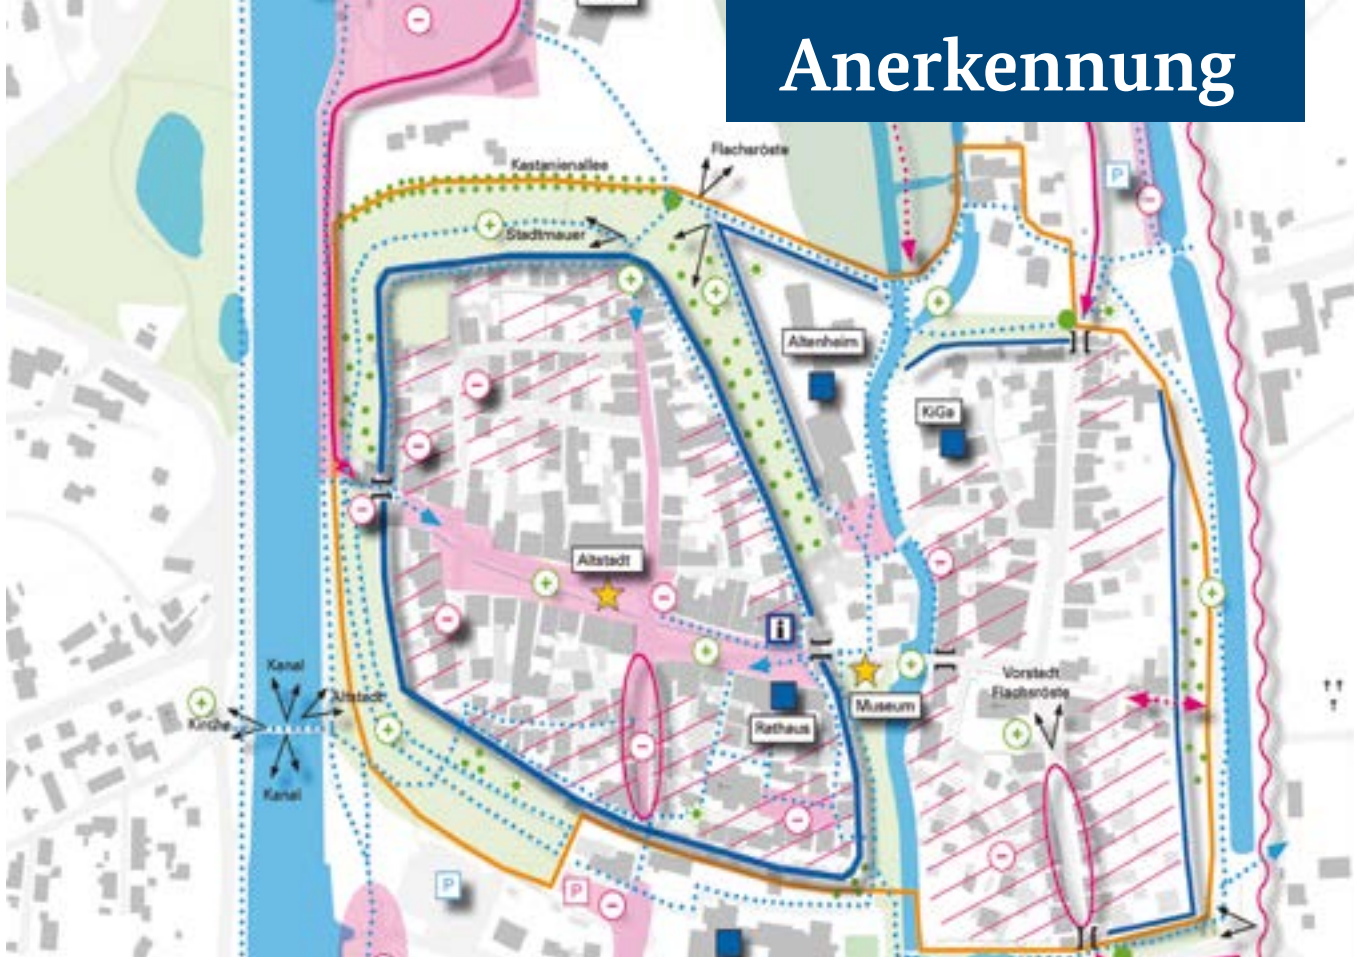 Anerkennung
Flachsröste
Kastanienallee
P
Stadtmauer
Altenheim
KiGa
Altstadt
i
Kanal
Altstadt
Kirche
Kanal
Rathaus
Museum
Vorstadt
Flachsröste
P
P